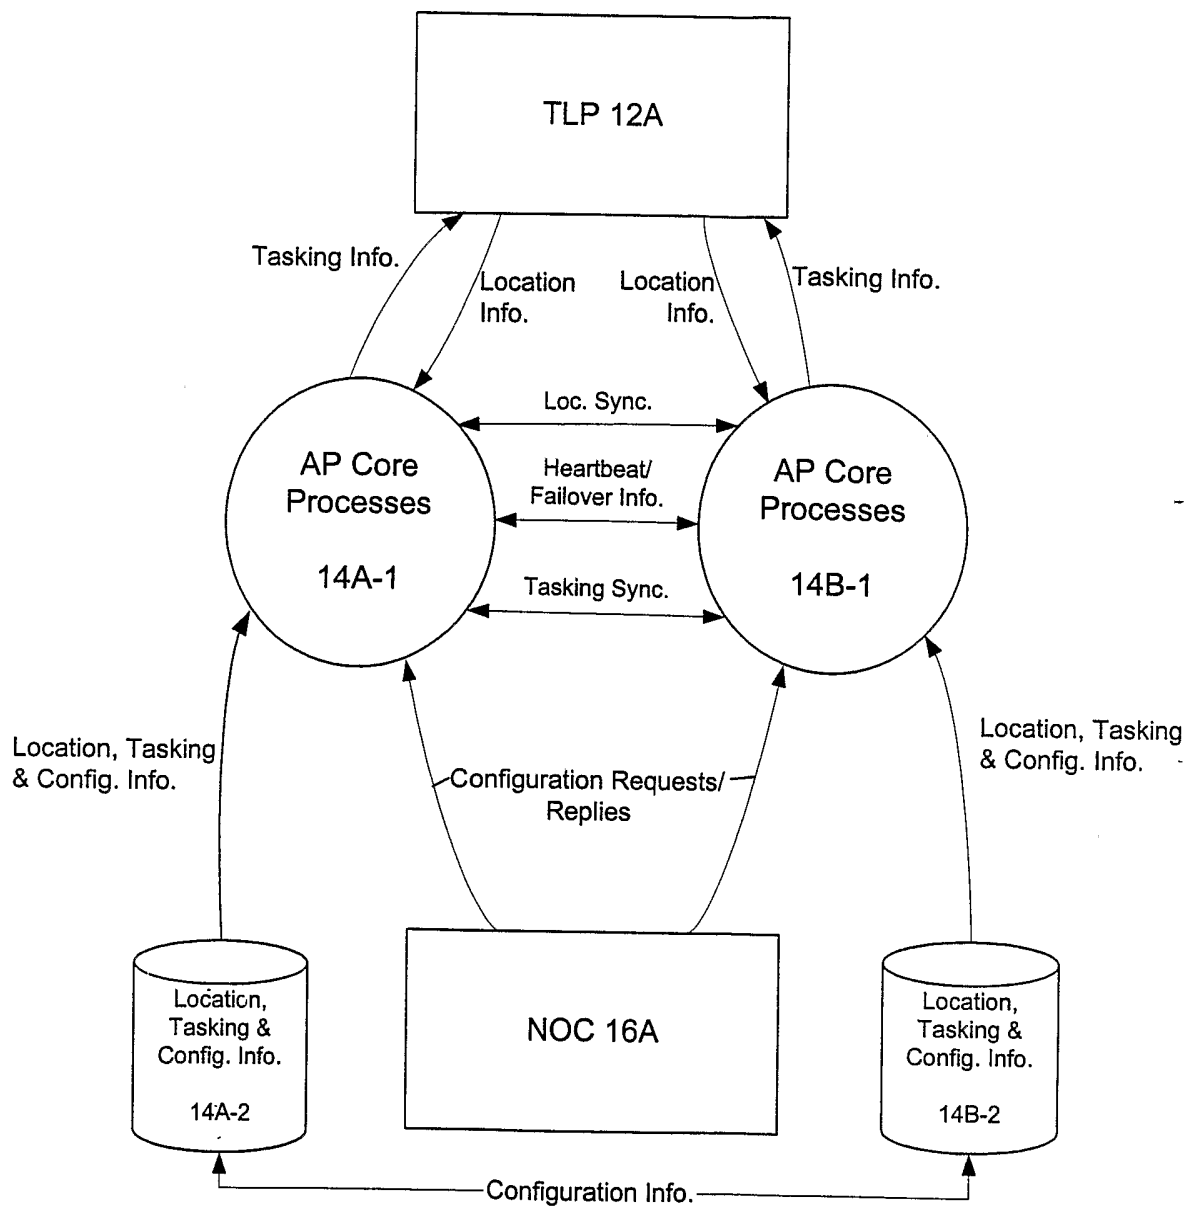 TLP 12A
Tasking Info.
Location
Info.
Location
Info.
Tasking Info.
Loc. Sync.
AP Core
Processes
14A-1
Heartbeat/
Failover Info.
AP Core
Processes
14B-1
Tasking Sync.
Location, Tasking
& Config. Info.
Configuration Requests/
Replies
Location, Tasking
& Config. Info.
Location,
Tasking &
Config. Info.
14A-2
NOC 16A
Location,
Tasking &
Config. Info.
14B-2
Configuration Info.